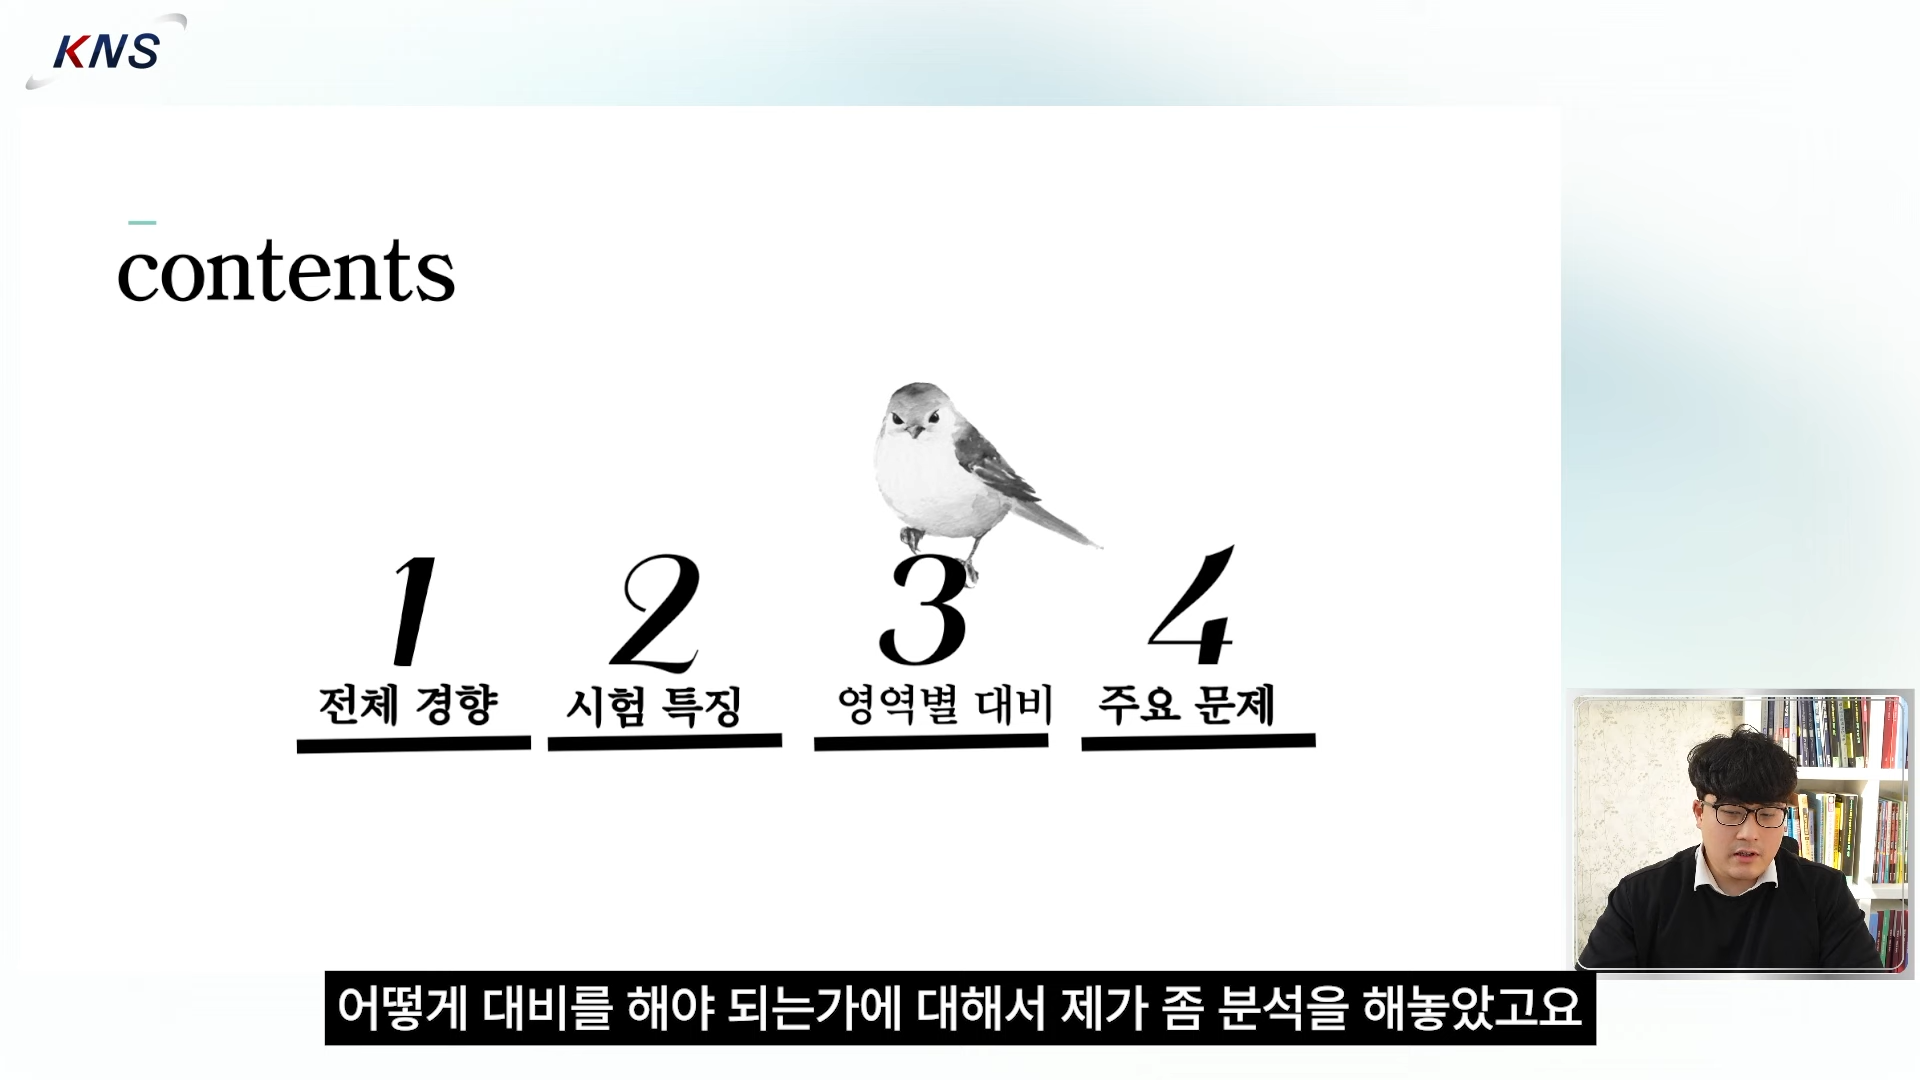 KNS
contents
1
2
3
4
전체 경향
시험 특징
영역별 대비
주요 문제
어떻게 대비를 해야 되는가에 대해서 제가 좀 분석을 해놓았고요